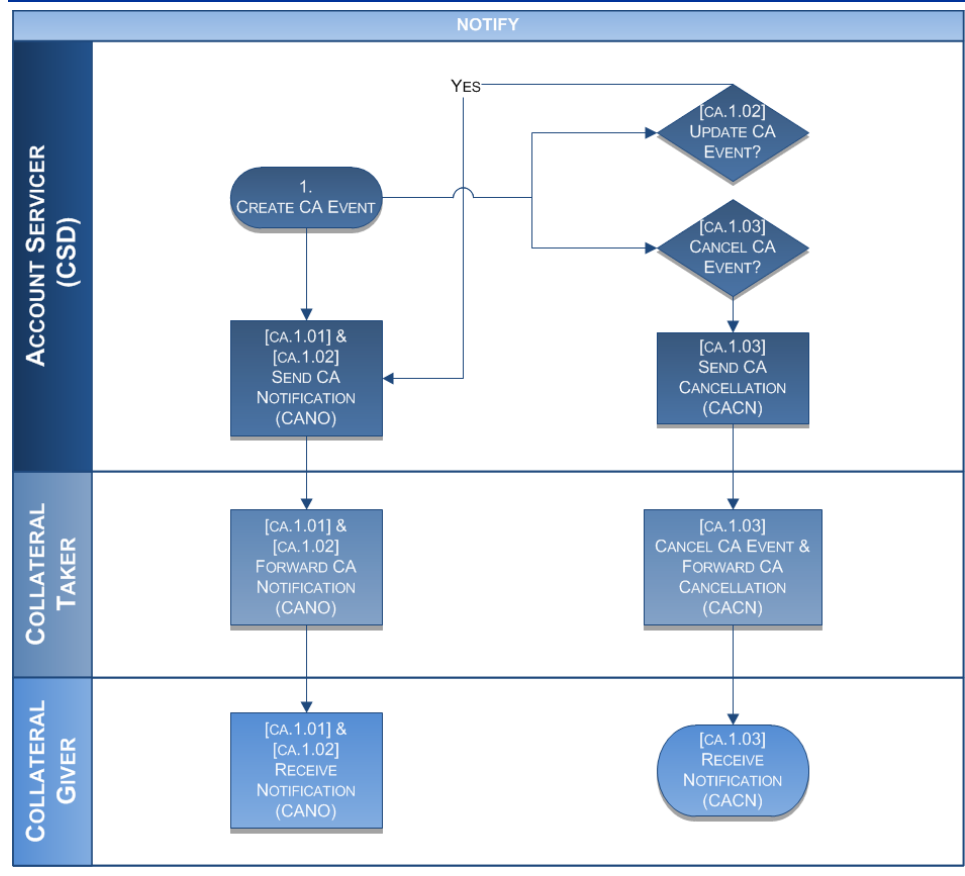 NOTIFY
ACCOUNT SERVICER
(CSD)
YES
[CA.1.02]
UPDATE CA
EVENT?
1.
CREATE CA EVENT
[CA.1.03]
CANCEL CA
EVENT?
[CA.1.01] &
[CA.1.02]
SEND CA
NOTIFICATION
(CANO)
[CA.1.03]
SEND CA
CANCELLATION
(CACN)
COLLATERAL
TAKER
[CA.1.01] &
[CA.1.02]
FORWARD CA
NOTIFICATION
(CANO)
[CA.1.03]
CANCEL CA EVENT &
FORWARD CA
CANCELLATION
(CACN)
COLLATERAL
GIVER
[CA.1.01] &
[CA.1.02]
RECEIVE
NOTIFICATION
(CANO)
[CA.1.03]
RECEIVE
NOTIFICATION
(CACN)